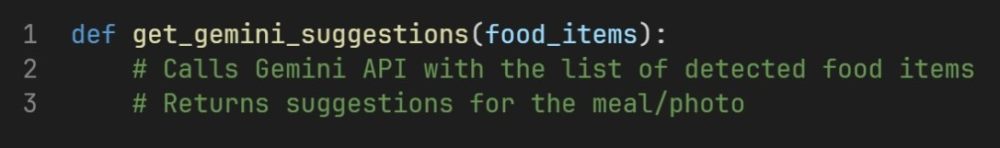 1 def get_gemini_suggestions(food_items):
2     # Calls Gemini API with the list of detected food items
3     # Returns suggestions for the meal/photo